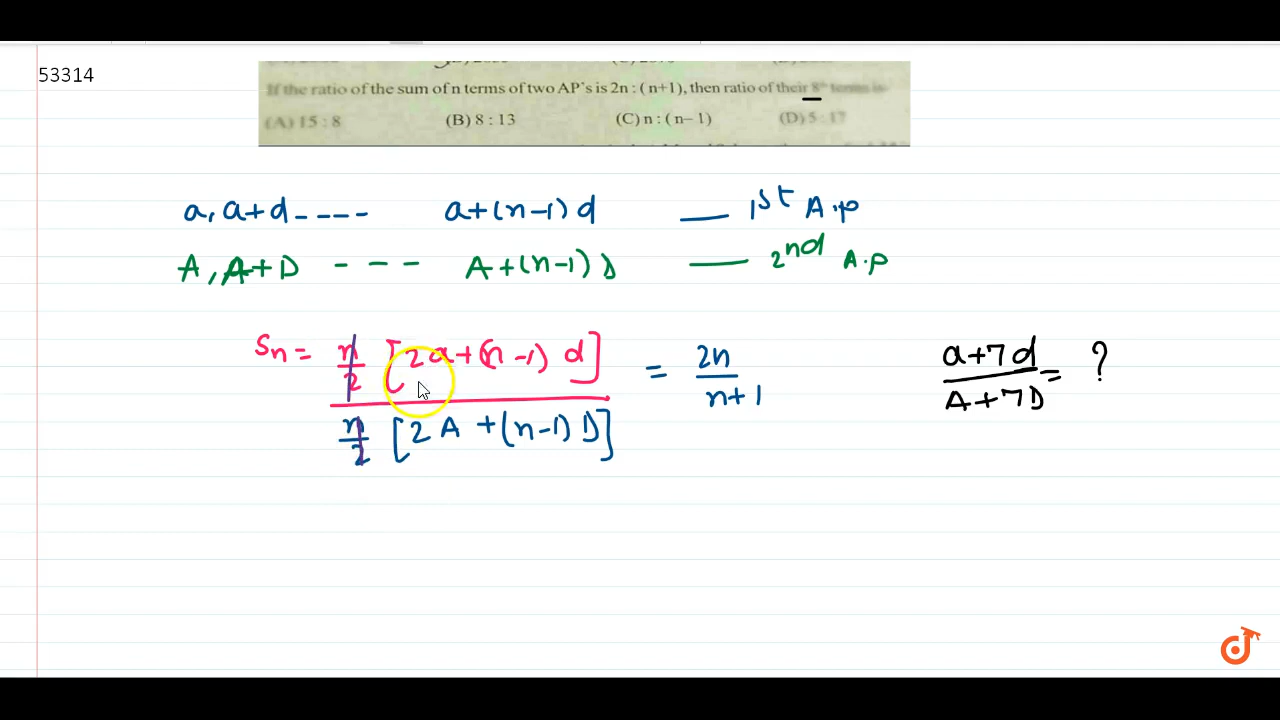 53314
If the ratio of the sum of n terms of two AP's is 2n : (n+1), then ratio of their 8th terms is
(A) 15 : 8 (B) 8 : 13 (C) n : (n – 1) (D) 5 : 17
a, a+d ---- a+(n-1)d — 1st A.p
A, A+D --- A+(n-1)D — 2nd A.p
Sn = n/2 [2a+(n-1)d] / n/2 [2A+(n-1)D] = 2n/n+1 a+7d/A+7D = ?